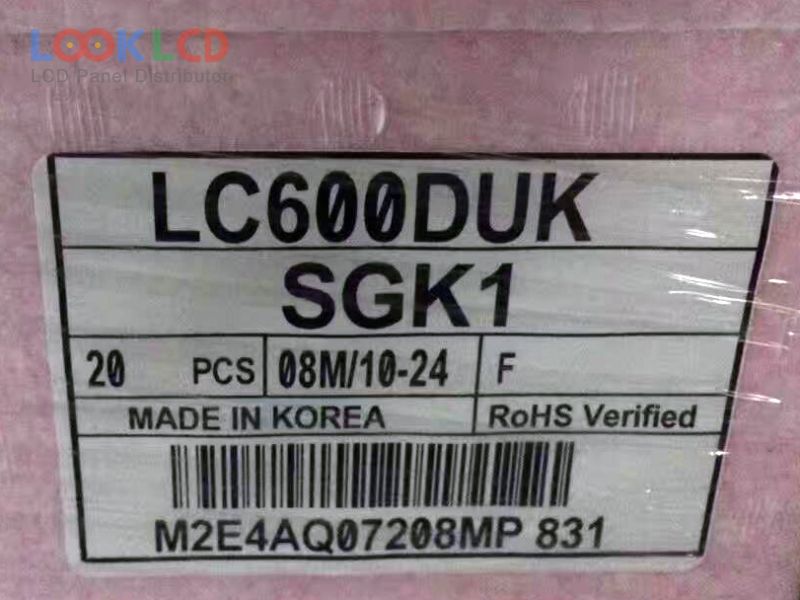 LOOKLCD
LCD Panel Distributor
LC600DUK
SGK1
20 PCS 08M/10-24 F
MADE IN KOREA RoHS Verified
M2E4AQ07208MP 831